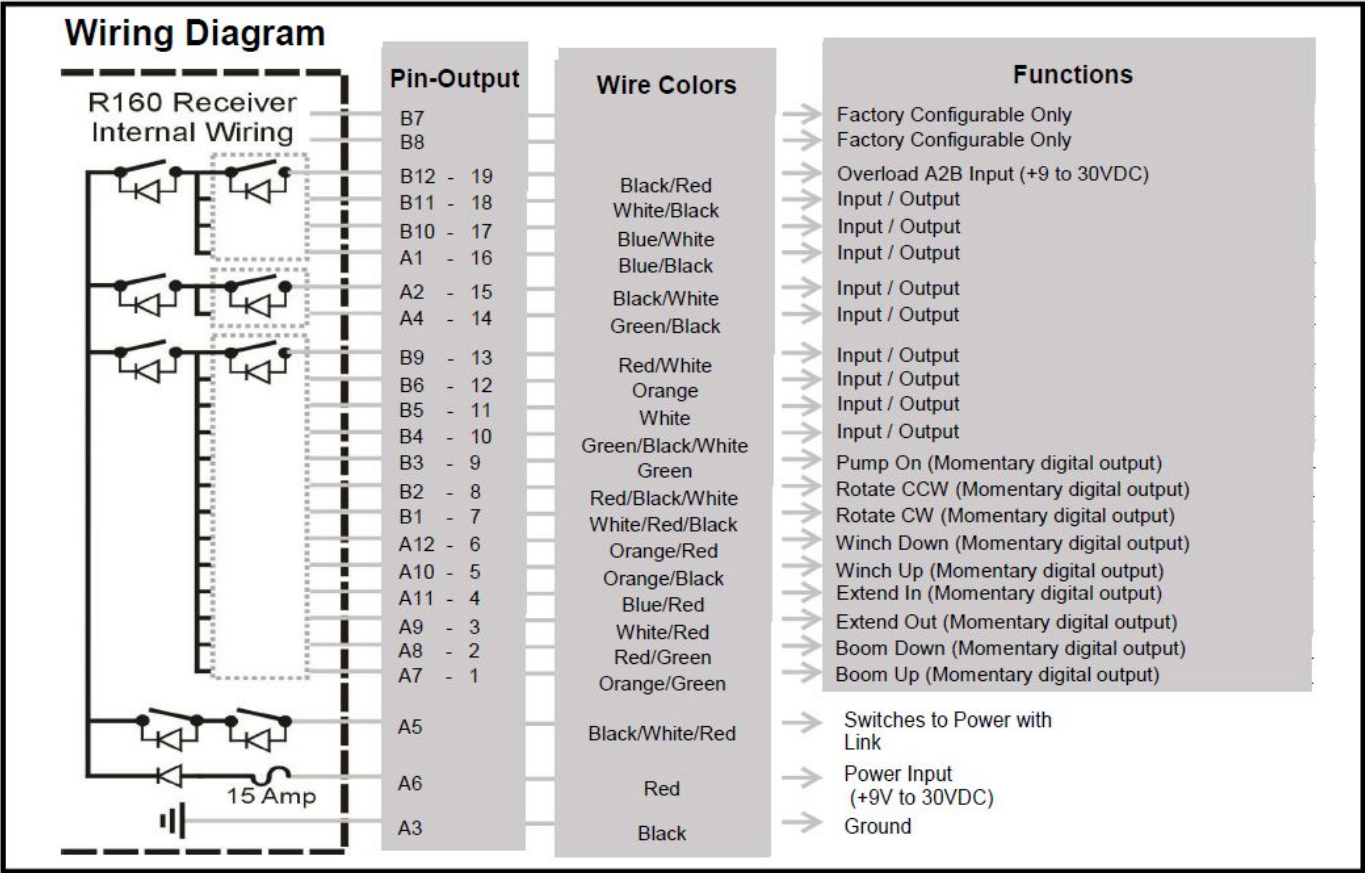 Wiring Diagram
R160 Receiver
Internal Wiring
15 Amp
Pin-Output Wire Colors Functions
B7 Factory Configurable Only
B8 Factory Configurable Only
B12 - 19 Black/Red Overload A2B Input (+9 to 30VDC)
B11 - 18 White/Black Input / Output
B10 - 17 Blue/White Input / Output
A1 - 16 Blue/Black Input / Output
A2 - 15 Black/White Input / Output
A4 - 14 Green/Black Input / Output
B9 - 13 Red/White Input / Output
B6 - 12 Orange Input / Output
B5 - 11 White Input / Output
B4 - 10 Green/Black/White Input / Output
B3 - 9 Green Pump On (Momentary digital output)
B2 - 8 Red/Black/White Rotate CCW (Momentary digital output)
B1 - 7 White/Red/Black Rotate CW (Momentary digital output)
A12 - 6 Orange/Red Winch Down (Momentary digital output)
A10 - 5 Orange/Black Winch Up (Momentary digital output)
A11 - 4 Blue/Red Extend In (Momentary digital output)
A9 - 3 White/Red Extend Out (Momentary digital output)
A8 - 2 Red/Green Boom Down (Momentary digital output)
A7 - 1 Orange/Green Boom Up (Momentary digital output)
A5 Black/White/Red Switches to Power with
Link
A6 Red Power Input
(+9V to 30VDC)
A3 Black Ground